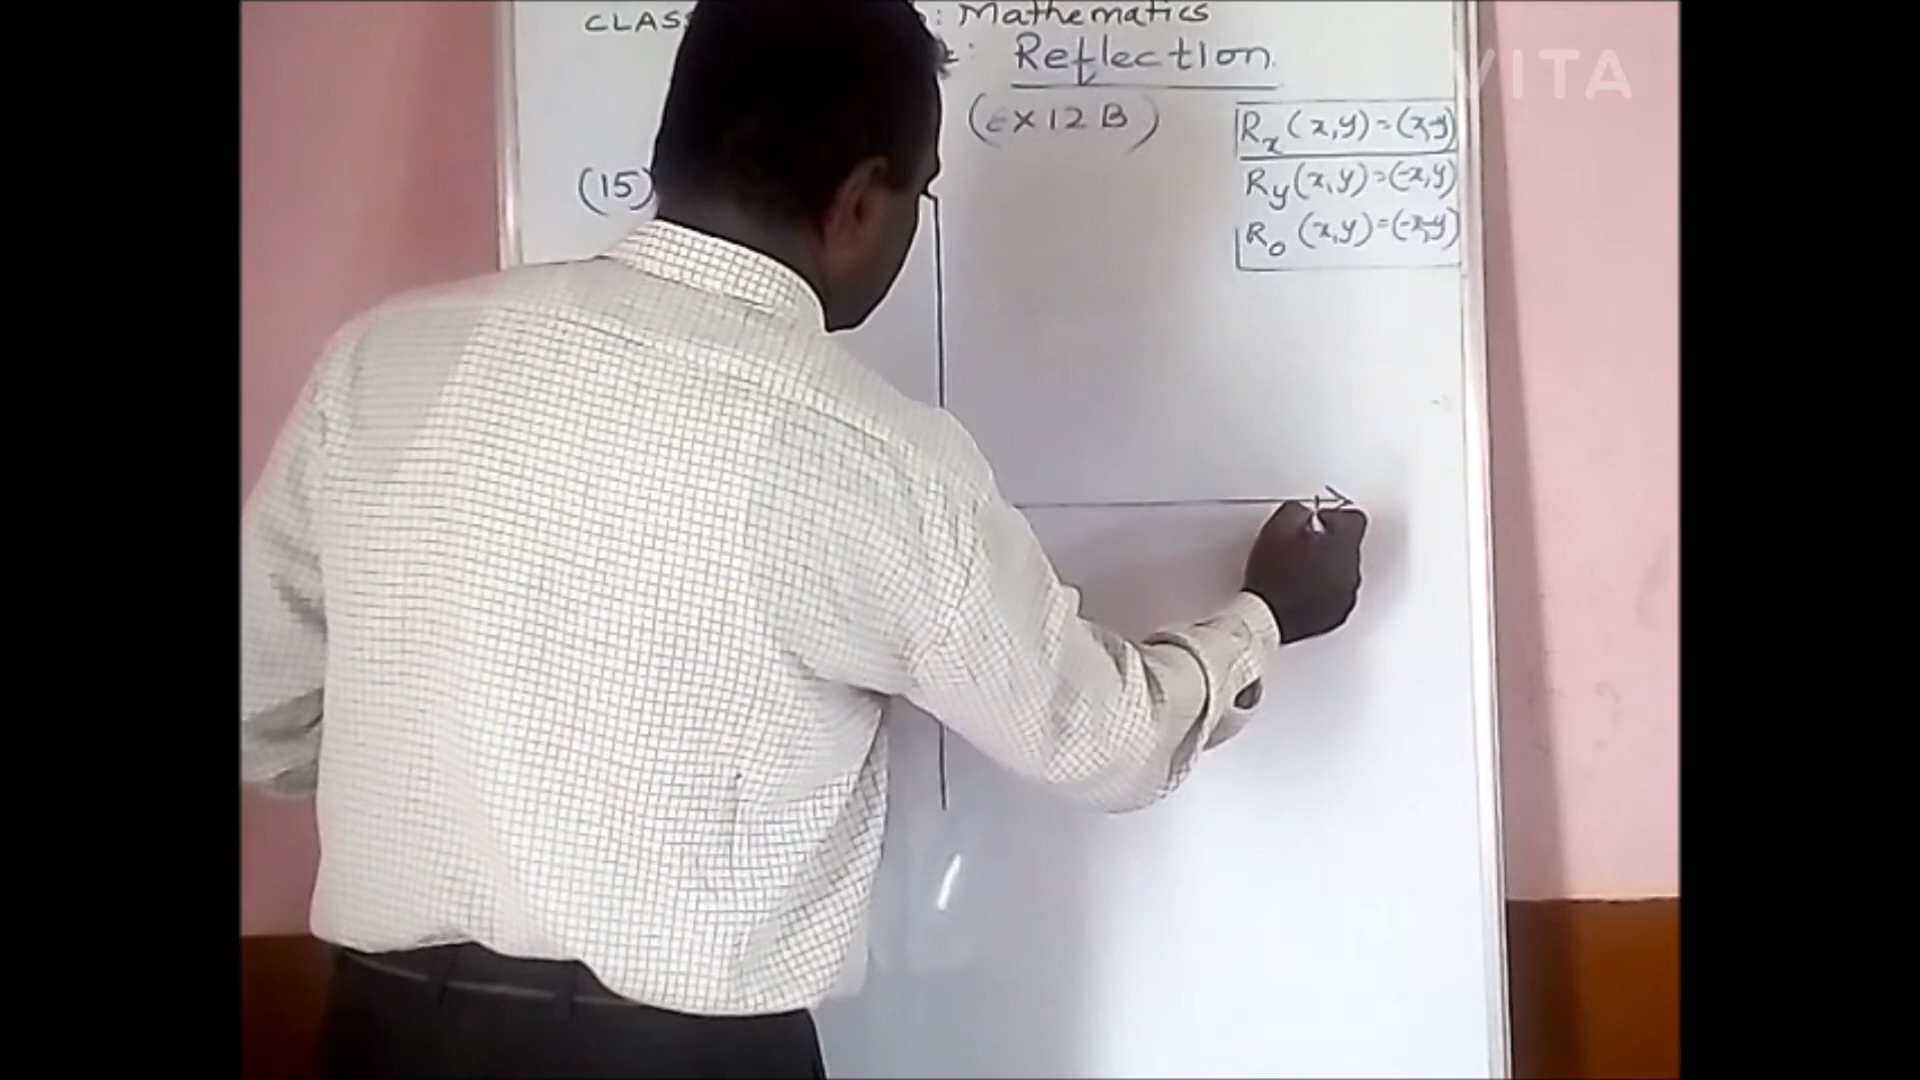 CLASS : Mathematics
: Reflection
(Ex 12 B)
(15)
Rx (x,y) = (x,-y)
Ry (x,y) = (-x,y)
Ro (x,y) = (-x,-y)
VITA